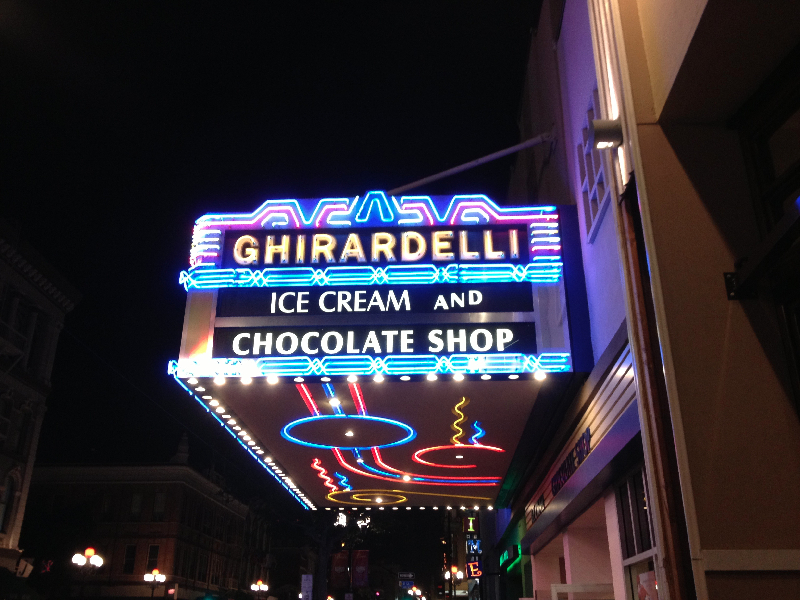 GHIRARDELLI
ICE CREAM AND
CHOCOLATE SHOP